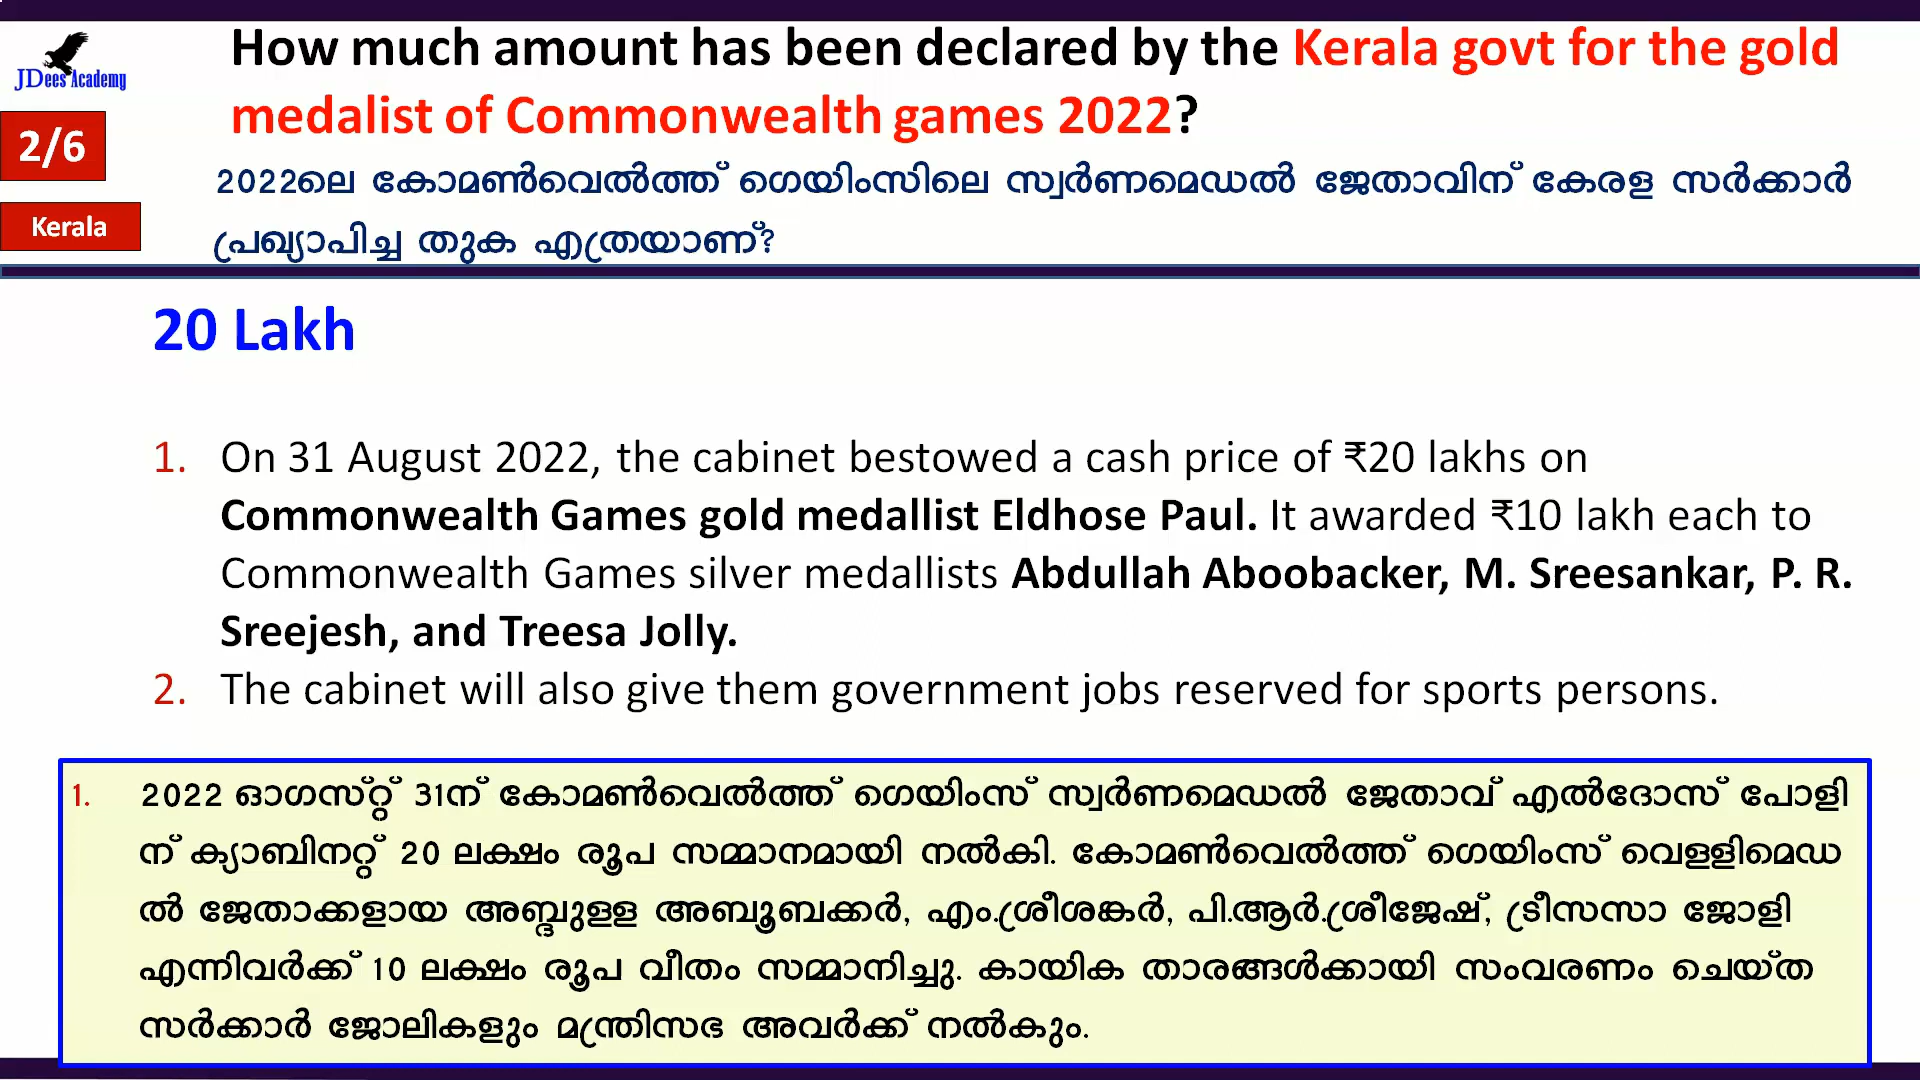 JDees Academy
How much amount has been declared by the Kerala govt for the gold
medalist of Commonwealth games 2022?
2/6
2022ലെ കോമൺവെൽത്ത് ഗെയിംസിലെ സ്വർണമെഡൽ ജേതാവിന് കേരള സർക്കാർ
Kerala
പ്രഖ്യാപിച്ച തുക എത്രയാണ്?
20 Lakh
1. On 31 August 2022, the cabinet bestowed a cash price of ₹20 lakhs on
Commonwealth Games gold medallist Eldhose Paul. It awarded ₹10 lakh each to
Commonwealth Games silver medallists Abdullah Aboobacker, M. Sreesankar, P. R.
Sreejesh, and Treesa Jolly.
2. The cabinet will also give them government jobs reserved for sports persons.
1. 2022 ഓഗസ്റ്റ് 31ന് കോമൺവെൽത്ത് ഗെയിംസ് സ്വർണമെഡൽ ജേതാവ് എൽദോസ് പോളി
ന് ക്യാബിനറ്റ് 20 ലക്ഷം രൂപ സമ്മാനമായി നൽകി. കോമൺവെൽത്ത് ഗെയിംസ് വെളളിമെഡ
ൽ ജേതാക്കളായ അബ്ദുളള അബൂബക്കർ, എം.ശ്രീശങ്കർ, പി.ആർ.ശ്രീജേഷ്, ട്രീസസാ ജോളി
എന്നിവർക്ക് 10 ലക്ഷം രൂപ വീതം സമ്മാനിച്ചു. കായിക താരങ്ങൾക്കായി സംവരണം ചെയ്ത
സർക്കാർ ജോലികളും മന്ത്രിസഭ അവർക്ക് നൽകും.